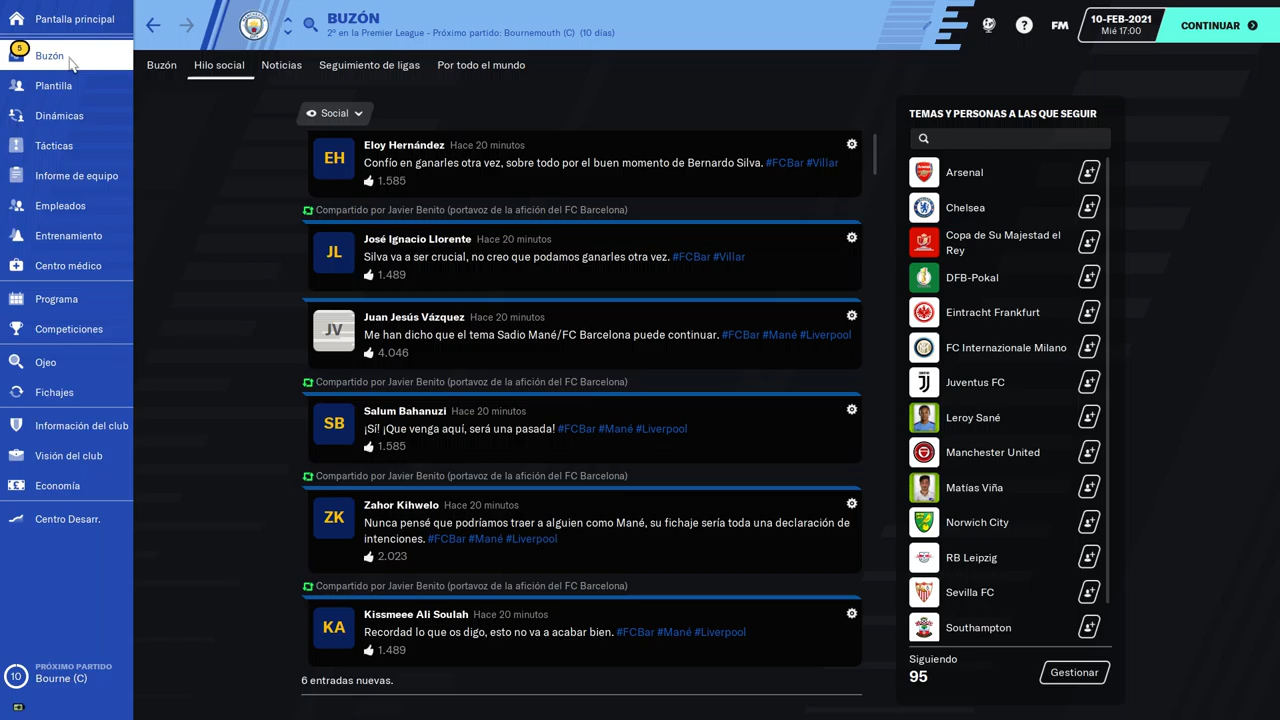 Pantalla principal
5
Buzón
Plantilla
Dinámicas
Tácticas
Informe de equipo
Empleados
Entrenamiento
Centro médico
Programa
Competiciones
Ojeo
Fichajes
Información del club
Visión del club
Economía
Centro Desarr.
10
PRÓXIMO PARTIDO
Bourne (C)
BUZÓN
2º en la Premier League - Próximo partido: Bournemouth (C) (10 días)
?
FM
10-FEB-2021
Mié 17:00
CONTINUAR
Buzón
Hilo social
Noticias
Seguimiento de ligas
Por todo el mundo
Social
EH
Eloy Hernández Hace 20 minutos
Confío en ganarles otra vez, sobre todo por el buen momento de Bernardo Silva. #FCBar #Villar
1.585
Compartido por Javier Benito (portavoz de la afición del FC Barcelona)
JL
José Ignacio Llorente Hace 20 minutos
Silva va a ser crucial, no creo que podamos ganarles otra vez. #FCBar #Villar
1.489
JV
Juan Jesús Vázquez Hace 20 minutos
Me han dicho que el tema Sadio Mané/FC Barcelona puede continuar. #FCBar #Mané #Liverpool
4.046
Compartido por Javier Benito (portavoz de la afición del FC Barcelona)
SB
Salum Bahanuzi Hace 20 minutos
¡Sí! ¡Que venga aquí, será una pasada! #FCBar #Mané #Liverpool
1.585
Compartido por Javier Benito (portavoz de la afición del FC Barcelona)
ZK
Zahor Kihwelo Hace 20 minutos
Nunca pensé que podríamos traer a alguien como Mané, su fichaje sería toda una declaración de
intenciones. #FCBar #Mané #Liverpool
2.023
Compartido por Javier Benito (portavoz de la afición del FC Barcelona)
KA
Kissmeee Ali Soulah Hace 20 minutos
Recordad lo que os digo, esto no va a acabar bien. #FCBar #Mané #Liverpool
1.489
6 entradas nuevas.
TEMAS Y PERSONAS A LAS QUE SEGUIR
Arsenal
Chelsea
Copa de Su Majestad el
Rey
DFB-Pokal
Eintracht Frankfurt
FC Internazionale Milano
Juventus FC
Leroy Sané
Manchester United
Matías Viña
Norwich City
RB Leipzig
Sevilla FC
Southampton
Siguiendo
95
Gestionar